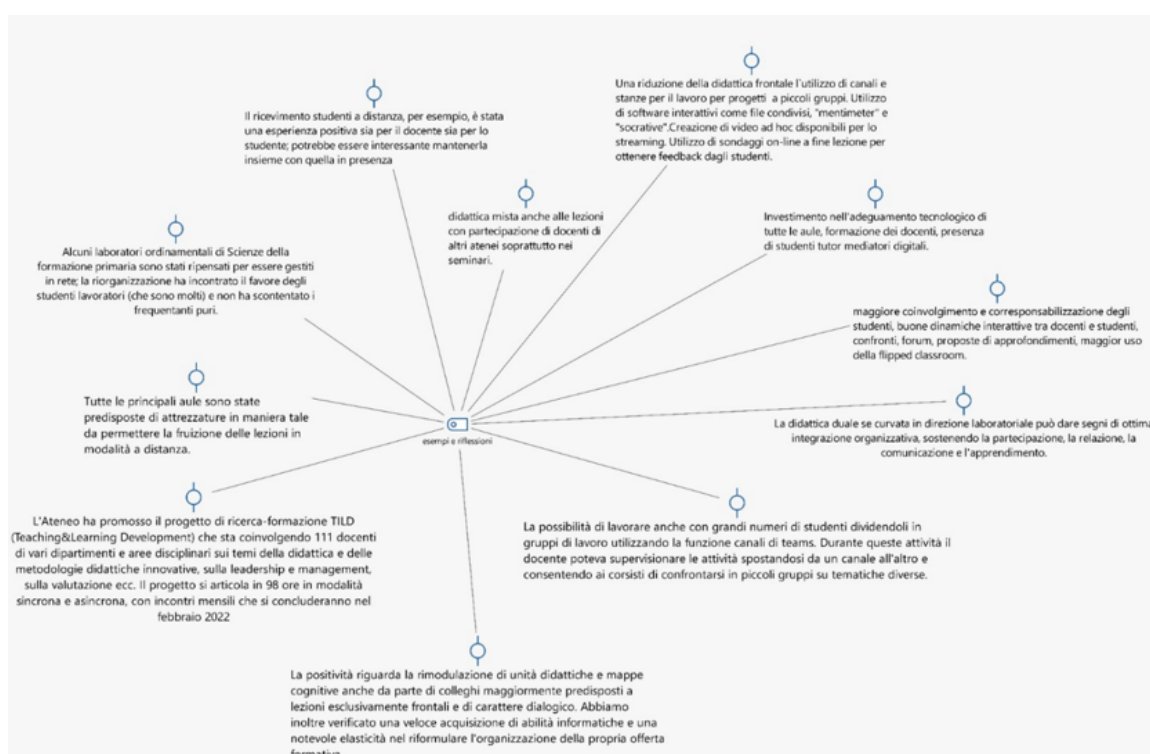 Una riduzione della didattica frontale l'utilizzo di canali e
stanze per il lavoro per progetti a piccoli gruppi. Utilizzo
di software interattivi come file condivisi, "mentimeter" e
"socrative".Creazione di video ad hoc disponibili per lo
streaming. Utilizzo di sondaggi on-line a fine lezione per
ottenere feedback dagli studenti.
Il ricevimento studenti a distanza, per esempio, è stata
una esperienza positiva sia per il docente sia per lo
studente; potrebbe essere interessante mantenerla
insieme con quella in presenza
didattica mista anche alle lezioni
con partecipazione di docenti di
altri atenei soprattutto nei
seminari.
Investimento nell'adeguamento tecnologico di
tutte le aule, formazione dei docenti, presenza
di studenti tutor mediatori digitali.
Alcuni laboratori ordinamentali di Scienze della
formazione primaria sono stati ripensati per essere gestiti
in rete; la riorganizzazione ha incontrato il favore degli
studenti lavoratori (che sono molti) e non ha scontentato i
frequentanti puri.
maggiore coinvolgimento e corresponsabilizzazione degli
studenti, buone dinamiche interattive tra docenti e studenti,
confronti, forum, proposte di approfondimenti, maggior uso
della flipped classroom.
Tutte le principali aule sono state
predisposte di attrezzature in maniera tale
da permettere la fruizione delle lezioni in
modalità a distanza.
esempi e riflessioni
La didattica duale se curvata in direzione laboratoriale può dare segni di ottima
integrazione organizzativa, sostenendo la partecipazione, la relazione, la
comunicazione e l'apprendimento.
L'Ateneo ha promosso il progetto di ricerca-formazione TILD
(Teaching&Learning Development) che sta coinvolgendo 111 docenti
di vari dipartimenti e aree disciplinari sui temi della didattica e delle
metodologie didattiche innovative, sulla leadership e management,
sulla valutazione ecc. Il progetto si articola in 98 ore in modalità
sincrona e asincrona, con incontri mensili che si concluderanno nel
febbraio 2022
La possibilità di lavorare anche con grandi numeri di studenti dividendoli in
gruppi di lavoro utilizzando la funzione canali di teams. Durante queste attività il
docente poteva supervisionare le attività spostandosi da un canale all'altro e
consentendo ai corsisti di confrontarsi in piccoli gruppi su tematiche diverse.
La positività riguarda la rimodulazione di unità didattiche e mappe
cognitive anche da parte di colleghi maggiormente predisposti a
lezioni esclusivamente frontali e di carattere dialogico. Abbiamo
inoltre verificato una veloce acquisizione di abilità informatiche e una
notevole elasticità nel riformulare l'organizzazione della propria offerta
formativa